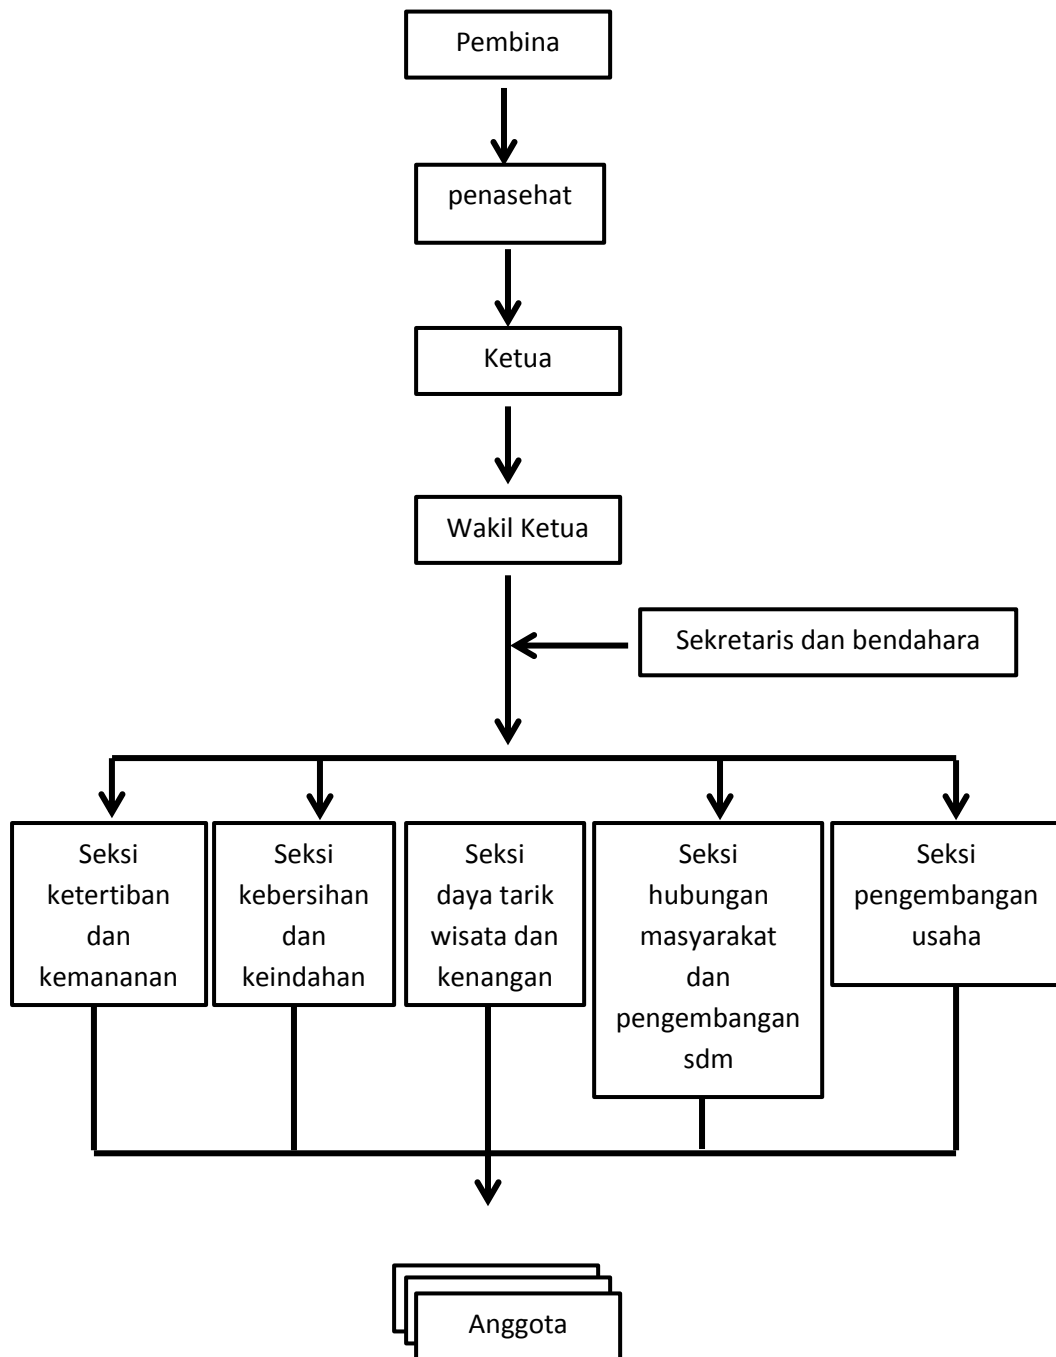 Pembina
penasehat
Ketua
Wakil Ketua
Sekretaris dan bendahara
Seksi
ketertiban
dan
kemananan
Seksi
kebersihan
dan
keindahan
Seksi
daya tarik
wisata dan
kenangan
Seksi
hubungan
masyarakat
dan
pengembangan
sdm
Seksi
pengembangan
usaha
Anggota